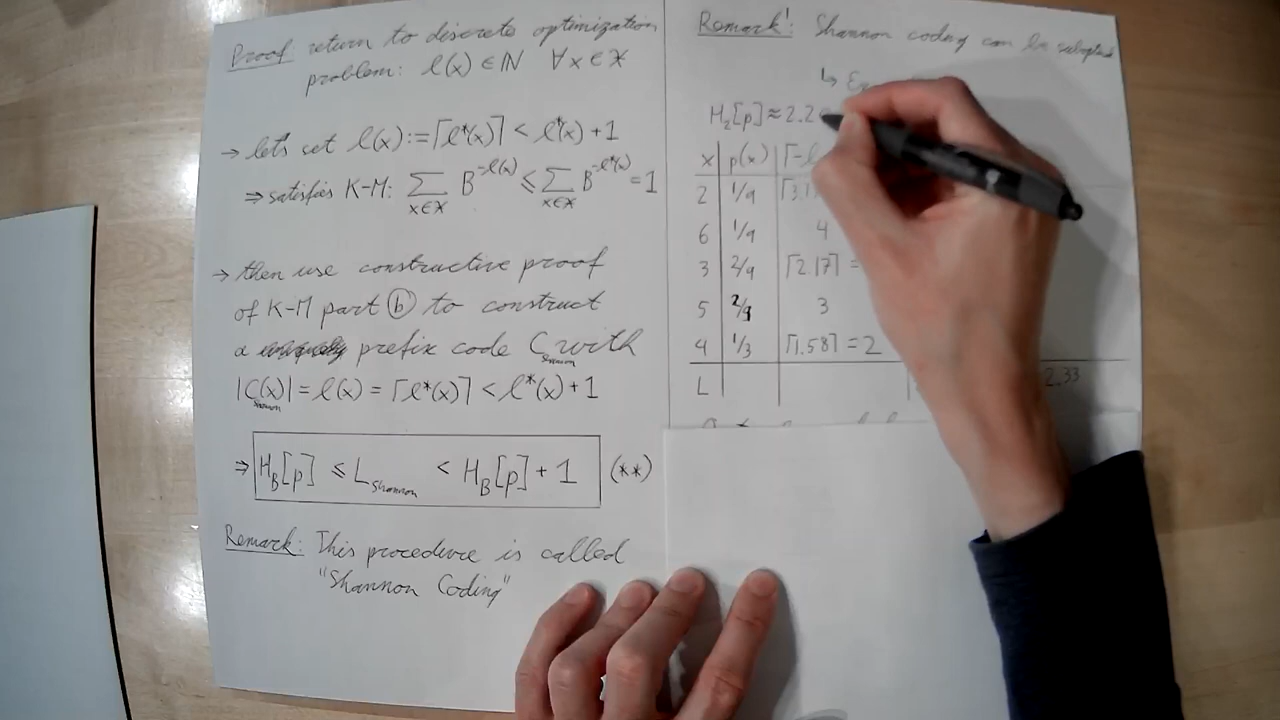 Proof return to discrete optimization
problem: l(x) ∈ ℕ ∀ x ∈ 𝒳
→ lets set l(x) := ⌈l*(x)⌉ < l*(x) + 1
⇒ satisfies K-M: ∑_{x∈𝒳} B^{-l(x)} ≤ ∑_{x∈𝒳} B^{-l*(x)} = 1
→ then use constructive proof
of K-M part ⓑ to construct
a prefix code C_Shannon with
|C_Shannon(x)| = l(x) = ⌈l*(x)⌉ < l*(x) + 1
⇒ H_B[p] ≤ L_Shannon < H_B[p] + 1 (**)
Remark: This procedure is called
"Shannon Coding"
Remark: Shannon coding can be
↳
H₂[p] ≈ 2.2
x p(x)
2 1/9
6 1/9 4
3 2/9 ⌈2.17⌉ =
5 2/9 3
4 1/3 ⌈1.58⌉ = 2
L 2.33